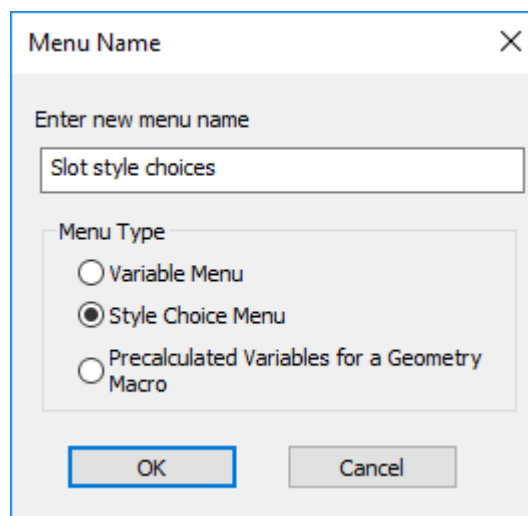 Menu Name
Enter new menu name
Slot style choices
Menu Type
Variable Menu
Style Choice Menu
Precalculated Variables for a Geometry
Macro
OK
Cancel